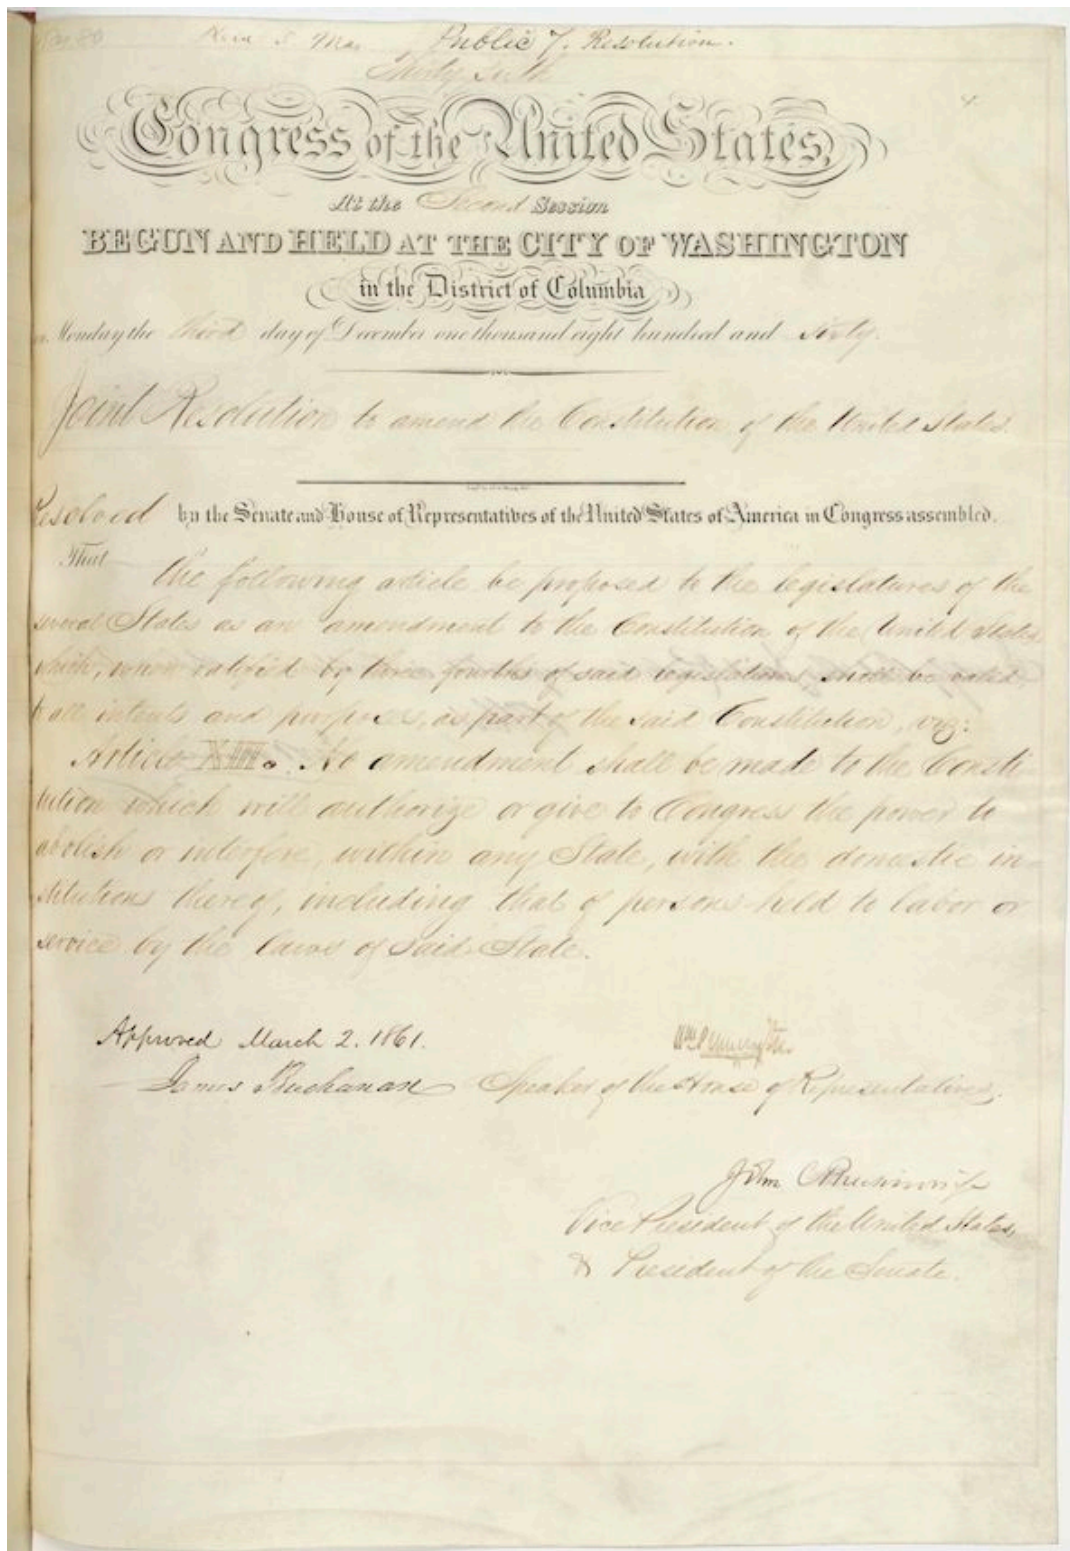 Public 7. Resolution.
Thirty Sixth
Congress of the United States,
At the Second Session
BEGUN AND HELD AT THE CITY OF WASHINGTON
in the District of Columbia
Monday the third day of December one thousand eight hundred and sixty.
Joint Resolution to amend the Constitution of the United States.
Resolved by the Senate and House of Representatives of the United States of America in Congress assembled,
That
the following article be proposed to the legislatures of the
several States as an amendment to the Constitution of the United States
which, when ratified by three fourths of said legislatures, shall be valid,
to all intents and purposes, as part of the said Constitution, viz:
Article XIII. No amendment shall be made to the Consti-
tution which will authorize or give to Congress the power to
abolish or interfere, within any State, with the domestic in-
stitutions thereof, including that of persons held to labor or
service by the laws of said State.
Approved March 2. 1861.
Wm Pennington
James Buchanan Speaker of the House of Representatives.
John C Breckinridge
Vice President of the United States,
& President of the Senate.